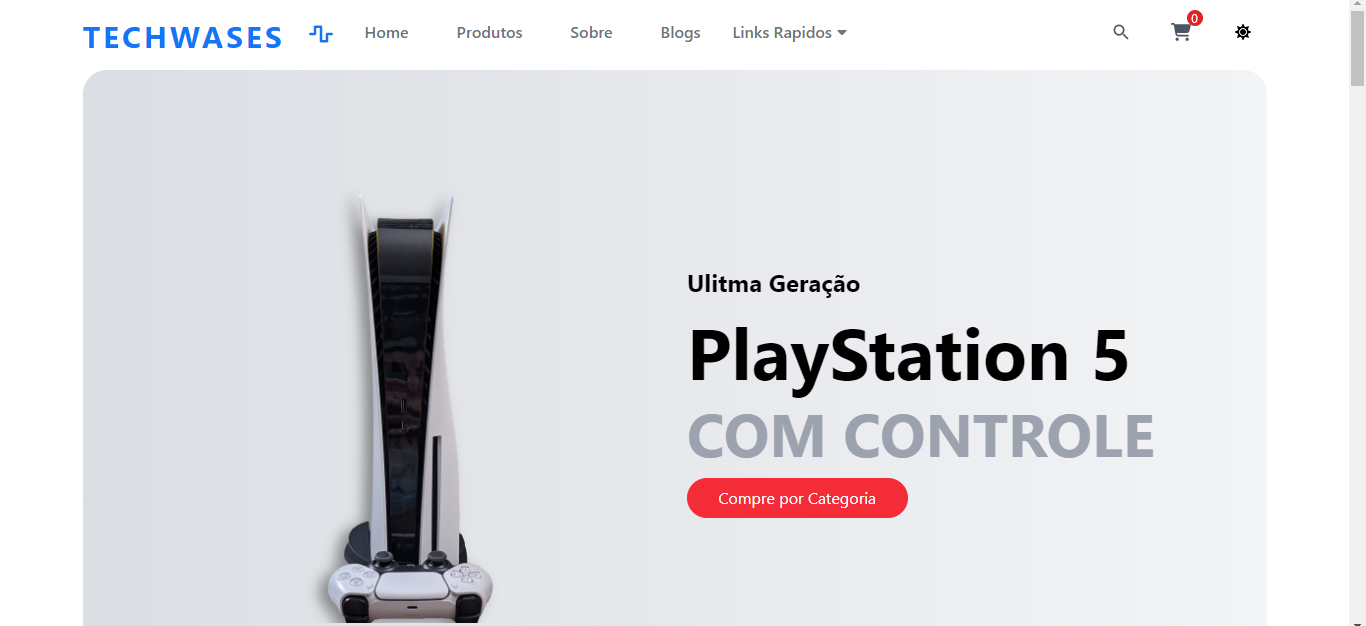 TECHWASES Home Produtos Sobre Blogs Links Rapidos 0
Ulitma Geração
PlayStation 5
COM CONTROLE
Compre por Categoria